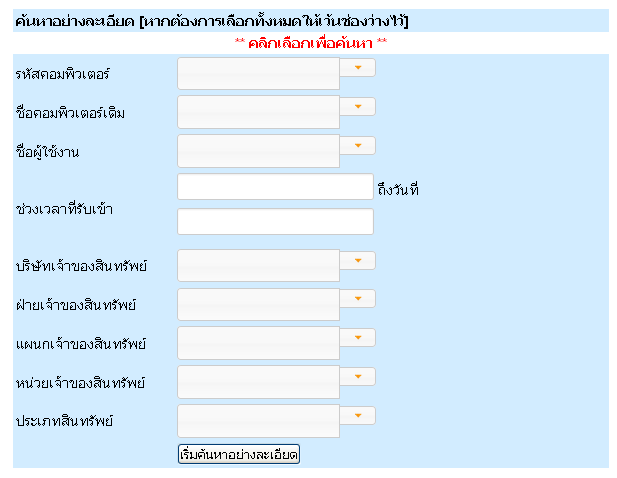 ค้นหาอย่างละเอียด [หากต้องการเลือกทั้งหมดให้เว้นช่องว่างไว้]
** คลิกเลือกเพื่อค้นหา **
รหัสคอมพิวเตอร์
ชื่อคอมพิวเตอร์เดิม
ชื่อผู้ใช้งาน
ช่วงเวลาที่รับเข้า ถึงวันที่
บริษัทเจ้าของสินทรัพย์
ฝ่ายเจ้าของสินทรัพย์
แผนกเจ้าของสินทรัพย์
หน่วยเจ้าของสินทรัพย์
ประเภทสินทรัพย์
เริ่มค้นหาอย่างละเอียด